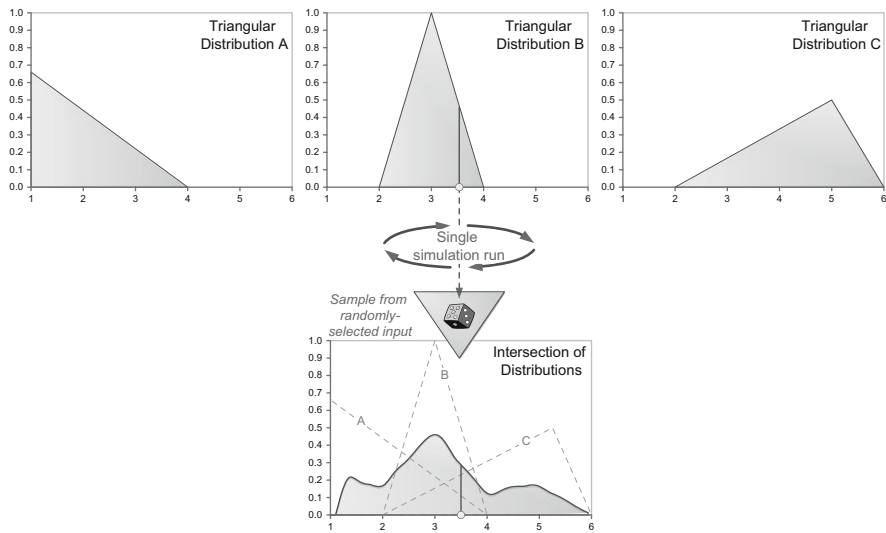 Triangular
Distribution A
1.0
0.9
0.8
0.7
0.6
0.5
0.4
0.3
0.2
0.1
0.0
1 2 3 4 5 6
Triangular
Distribution B
1.0
0.9
0.8
0.7
0.6
0.5
0.4
0.3
0.2
0.1
0.0
1 2 3 4 5 6
Triangular
Distribution C
1.0
0.9
0.8
0.7
0.6
0.5
0.4
0.3
0.2
0.1
0.0
1 2 3 4 5 6
Single
simulation run
Sample from
randomly-
selected input
Intersection of
Distributions
1.0
0.9
0.8
0.7
0.6
0.5
0.4
0.3
0.2
0.1
0.0
A
B
C
1 2 3 4 5 6